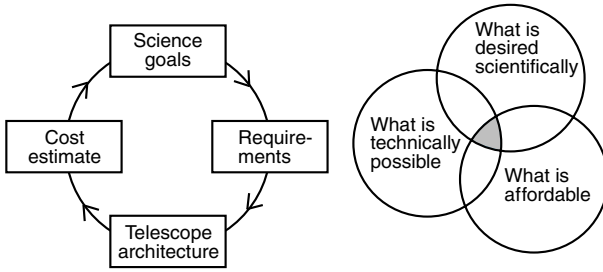 Science
goals
Require-
ments
Telescope
architecture
Cost
estimate
What is
desired
scientifically
What is
technically
possible
What is
affordable